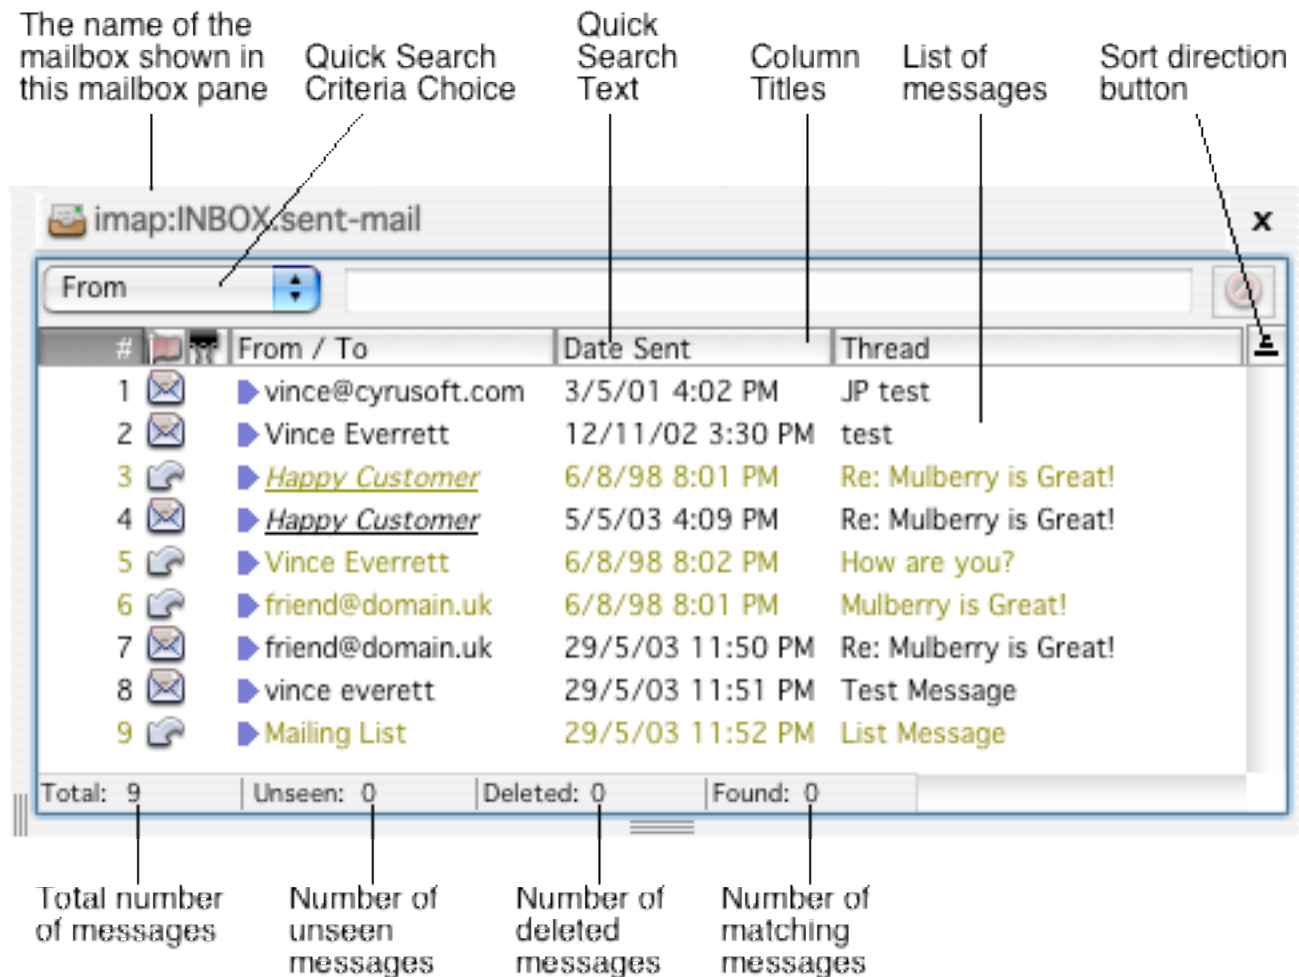 The name of the
mailbox shown in
this mailbox pane
Quick Search
Criteria Choice
Quick
Search
Text
Column
Titles
List of
messages
Sort direction
button
imap:INBOX.sent-mail
x
From
# From / To Date Sent Thread
1 vince@cyrusoft.com 3/5/01 4:02 PM JP test
2 Vince Everrett 12/11/02 3:30 PM test
3 Happy Customer 6/8/98 8:01 PM Re: Mulberry is Great!
4 Happy Customer 5/5/03 4:09 PM Re: Mulberry is Great!
5 Vince Everrett 6/8/98 8:02 PM How are you?
6 friend@domain.uk 6/8/98 8:01 PM Mulberry is Great!
7 friend@domain.uk 29/5/03 11:50 PM Re: Mulberry is Great!
8 vince everett 29/5/03 11:51 PM Test Message
9 Mailing List 29/5/03 11:52 PM List Message
Total: 9 Unseen: 0 Deleted: 0 Found: 0
Total number
of messages
Number of
unseen
messages
Number of
deleted
messages
Number of
matching
messages